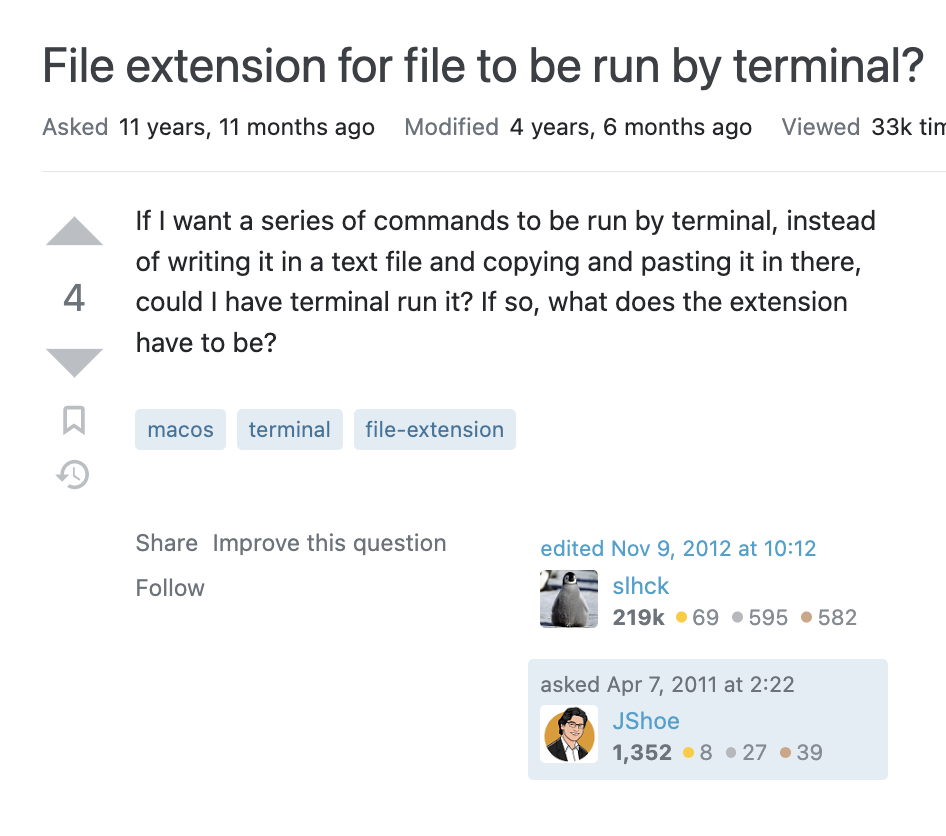 File extension for file to be run by terminal?
Asked 11 years, 11 months ago Modified 4 years, 6 months ago Viewed 33k
If I want a series of commands to be run by terminal, instead
of writing it in a text file and copying and pasting it in there,
4
could I have terminal run it? If so, what does the extension
have to be?
macos terminal file-extension
Share Improve this question
Follow
edited Nov 9, 2012 at 10:12
slhck
219k 69 595 582
asked Apr 7, 2011 at 2:22
JShoe
1,352 8 27 39